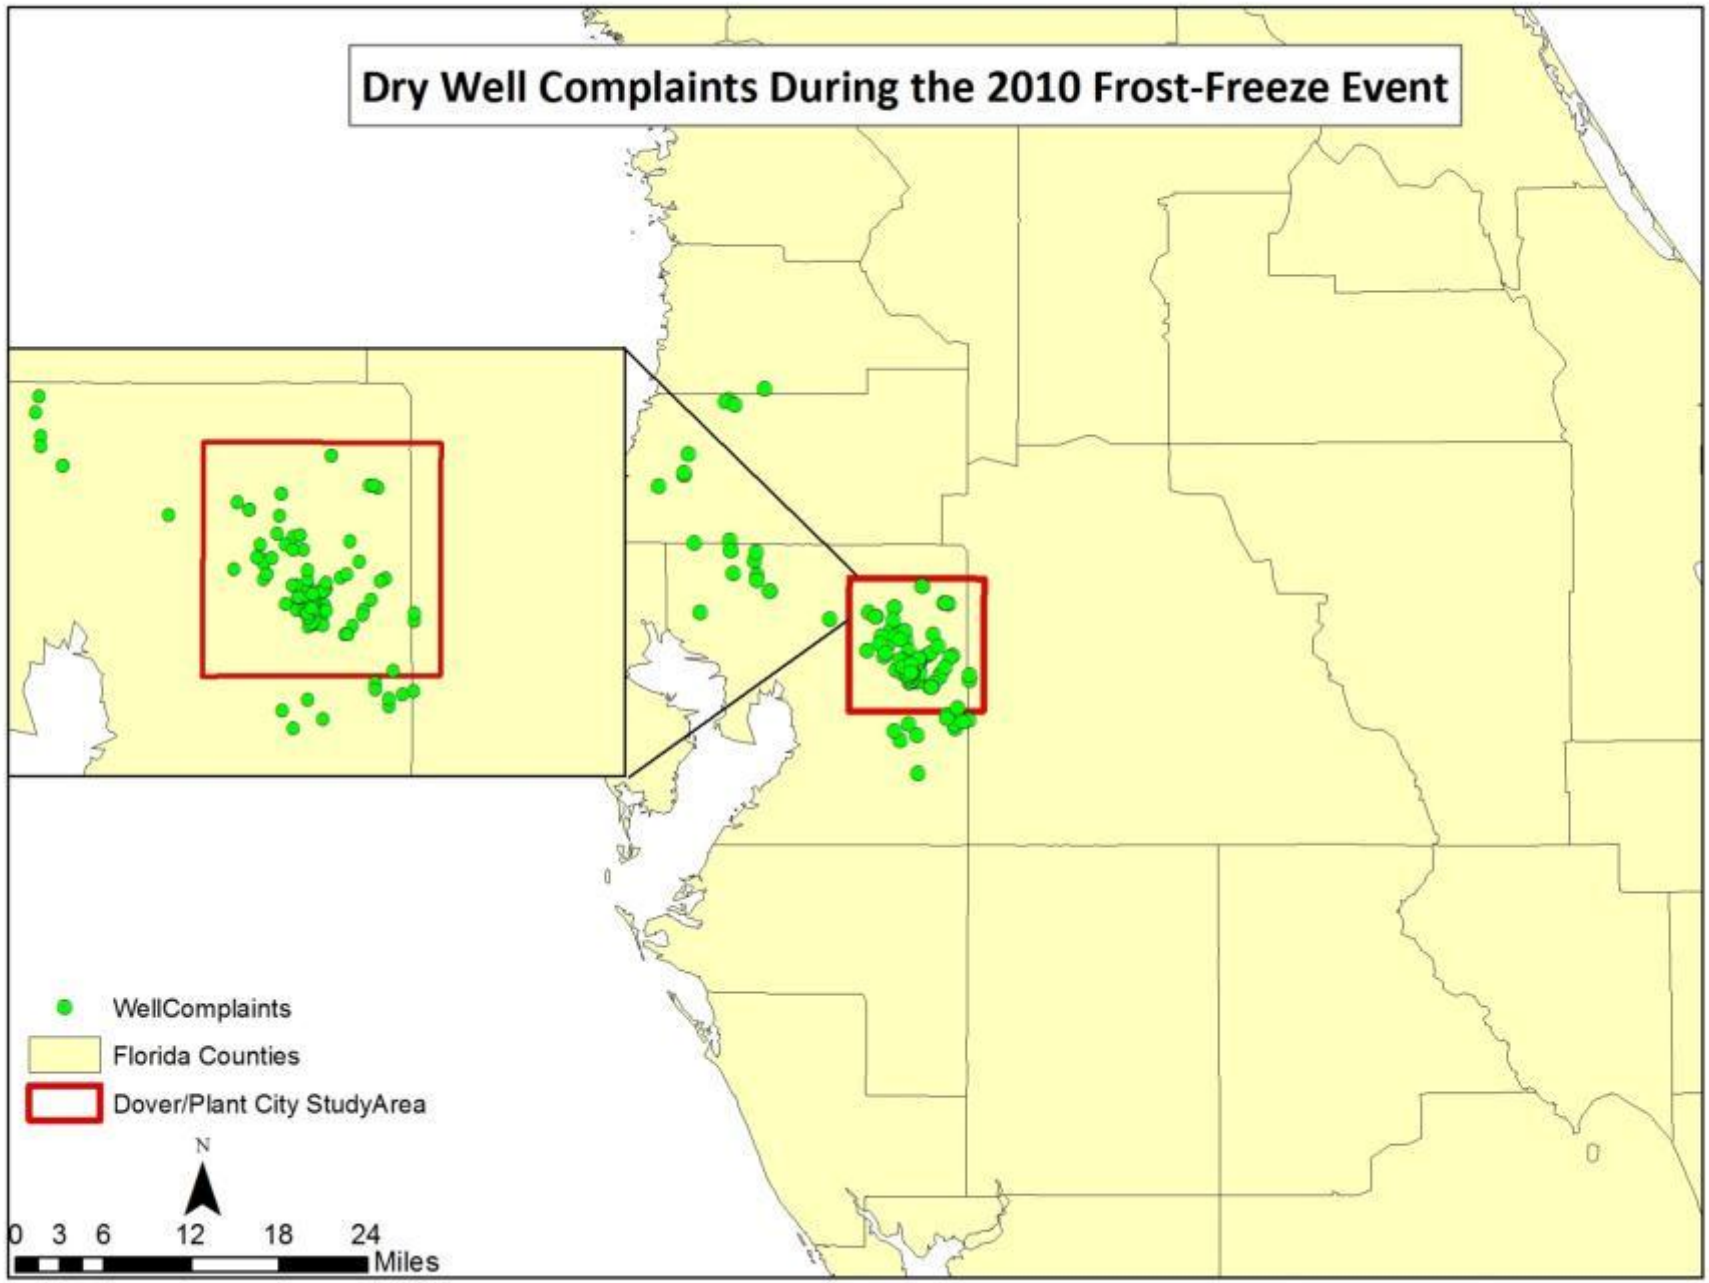 Dry Well Complaints During the 2010 Frost-Freeze Event
WellComplaints
Florida Counties
Dover/Plant City StudyArea
N
0 3 6 12 18 24
Miles